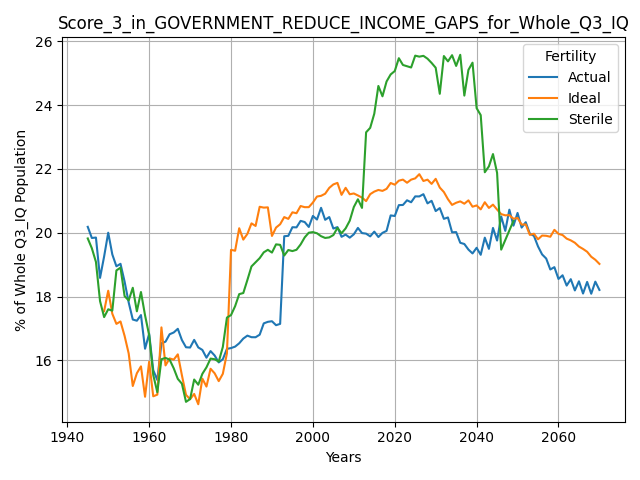 Score_3_in_GOVERNMENT_REDUCE_INCOME_GAPS_for_Whole_Q3_IQ
% of Whole Q3_IQ Population
26
24
22
20
18
16
Fertility
Actual
Ideal
Sterile
1940 1960 1980 2000 2020 2040 2060
Years